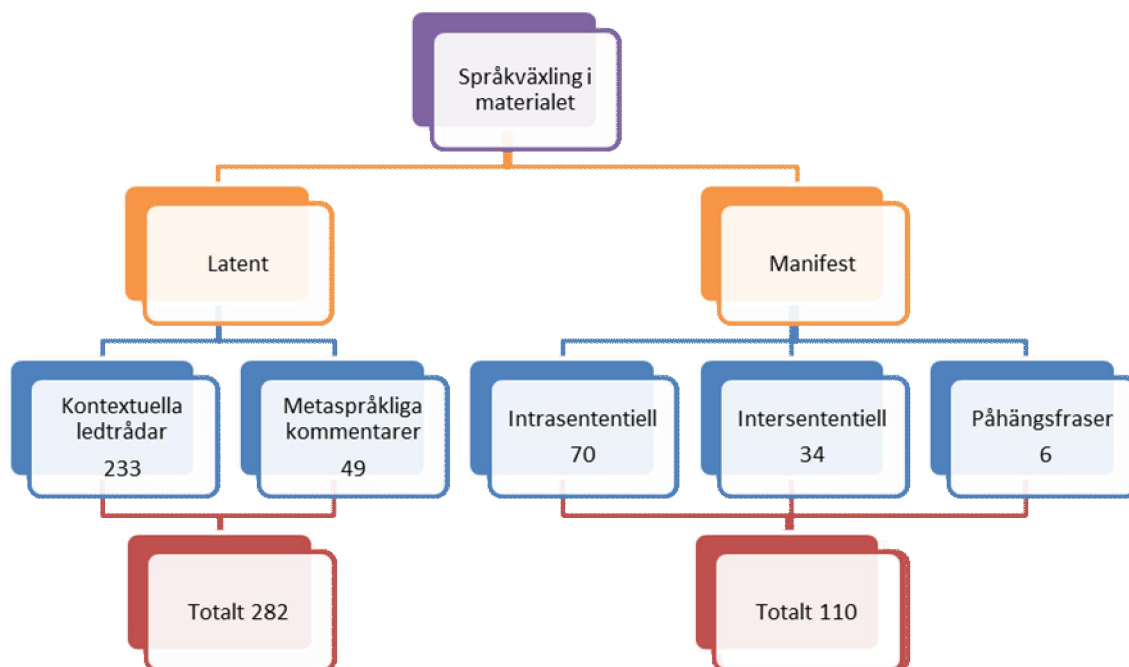 Språkväxling i
materialet
Latent
Manifest
Kontextuella
ledtrådar
233
Metaspråkliga
kommentarer
49
Intrasententiell
70
Intersententiell
34
Påhängsfraser
6
Totalt 282
Totalt 110